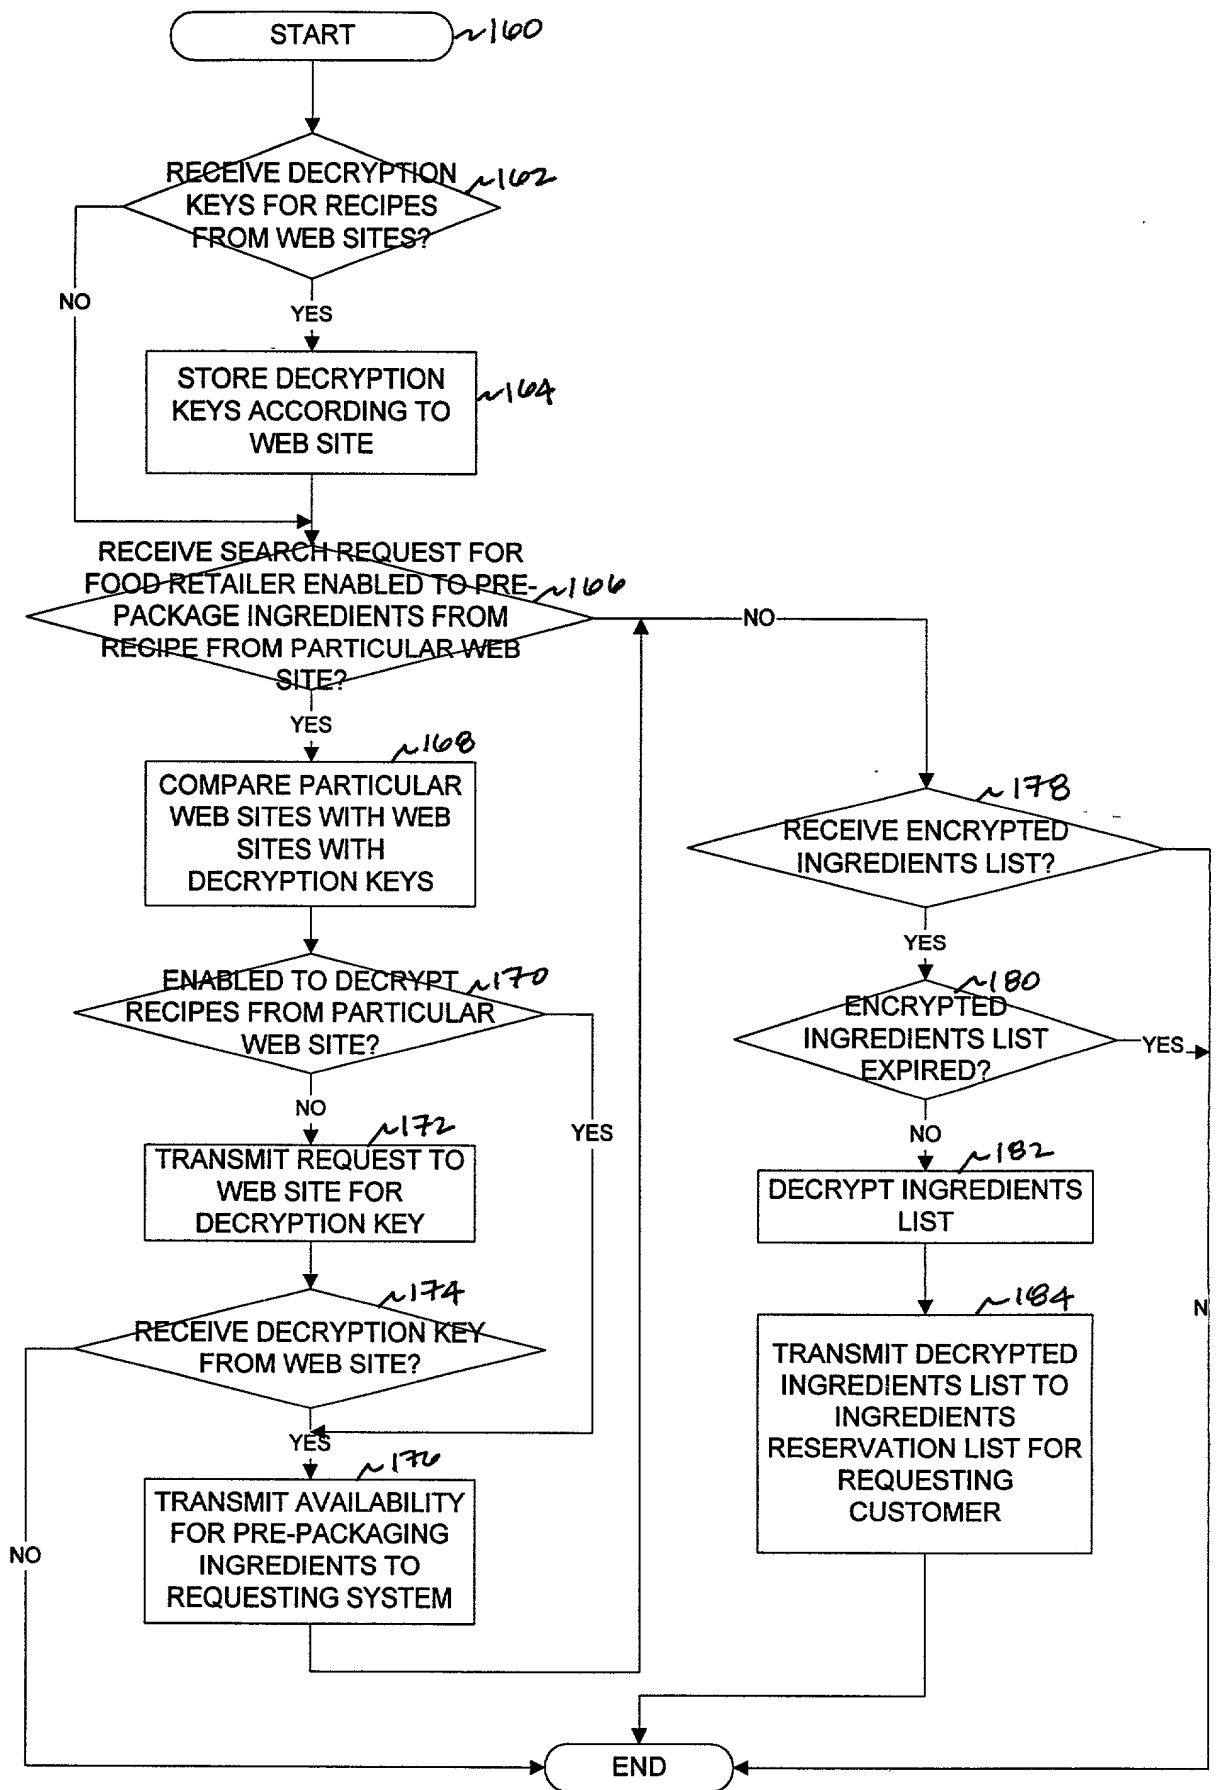 START
~160
RECEIVE DECRYPTION
KEYS FOR RECIPES
FROM WEB SITES?
~162
NO
YES
STORE DECRYPTION
KEYS ACCORDING TO
WEB SITE
~164
RECEIVE SEARCH REQUEST FOR
FOOD RETAILER ENABLED TO PRE-
PACKAGE INGREDIENTS FROM
RECIPE FROM PARTICULAR WEB
SITE?
~166
NO
YES
~168
COMPARE PARTICULAR
WEB SITES WITH WEB
SITES WITH
DECRYPTION KEYS
ENABLED TO DECRYPT
RECIPES FROM PARTICULAR
WEB SITE?
~170
NO
YES
~172
TRANSMIT REQUEST TO
WEB SITE FOR
DECRYPTION KEY
~174
RECEIVE DECRYPTION KEY
FROM WEB SITE?
YES
NO
~176
TRANSMIT AVAILABILITY
FOR PRE-PACKAGING
INGREDIENTS TO
REQUESTING SYSTEM
~178
RECEIVE ENCRYPTED
INGREDIENTS LIST?
YES
N
~180
ENCRYPTED
INGREDIENTS LIST
EXPIRED?
YES
NO
~182
DECRYPT INGREDIENTS
LIST
~184
TRANSMIT DECRYPTED
INGREDIENTS LIST TO
INGREDIENTS
RESERVATION LIST FOR
REQUESTING
CUSTOMER
END